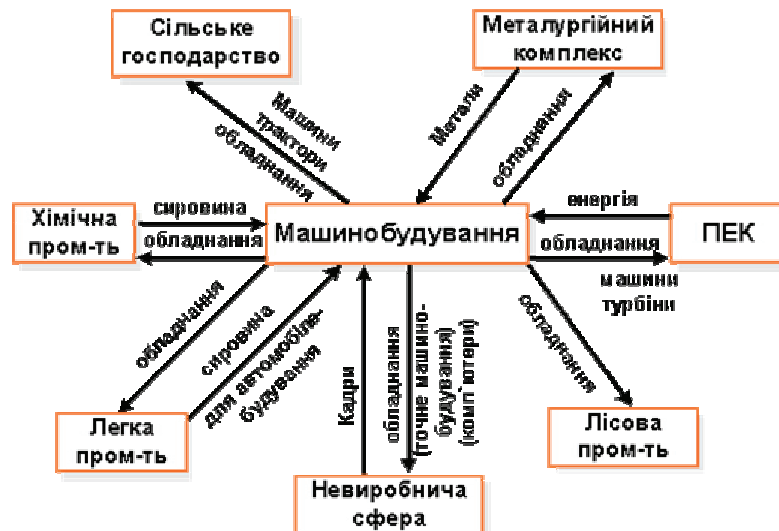 Сільське
господарство
Металургійний
комплекс
Машини
трактори
обладнання
Метали
обладнання
Хімічна
пром-ть
сировина
обладнання
Машинобудування
енергія
обладнання
машини
турбіни
ПЕК
обладнання
сировина
для автомобіле-
будування
Кадри
обладнання
(точне машино-
будування)
(комп`ютери)
обладнання
Легка
пром-ть
Невиробнича
сфера
Лісова
пром-ть